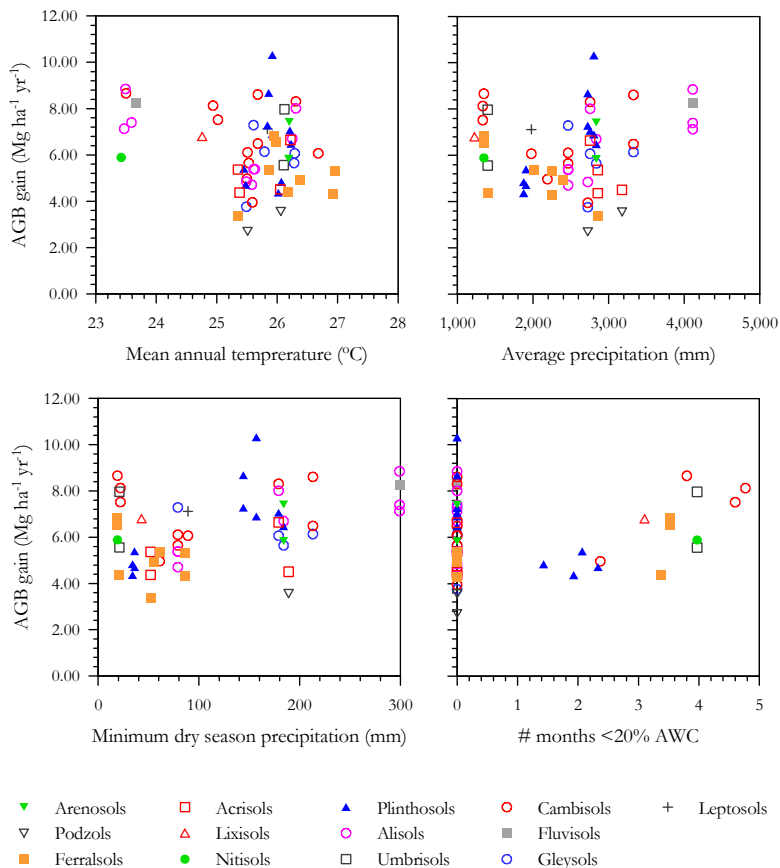 12.00
10.00
8.00
6.00
4.00
2.00
0.00
AGB gain (Mg ha⁻¹ yr⁻¹)
23 24 25 26 27 28
Mean annual temprerature (ºC)
1,000 2,000 3,000 4,000 5,000
Average precipitation (mm)
12.00
10.00
8.00
6.00
4.00
2.00
0.00
AGB gain (Mg ha⁻¹ yr⁻¹)
0 100 200 300
Minimum dry season precipitation (mm)
0 1 2 3 4 5
# months <20% AWC
Arenosols Acrisols Plinthosols Cambisols Leptosols
Podzols Lixisols Alisols Fluvisols
Ferralsols Nitisols Umbrisols Gleysols